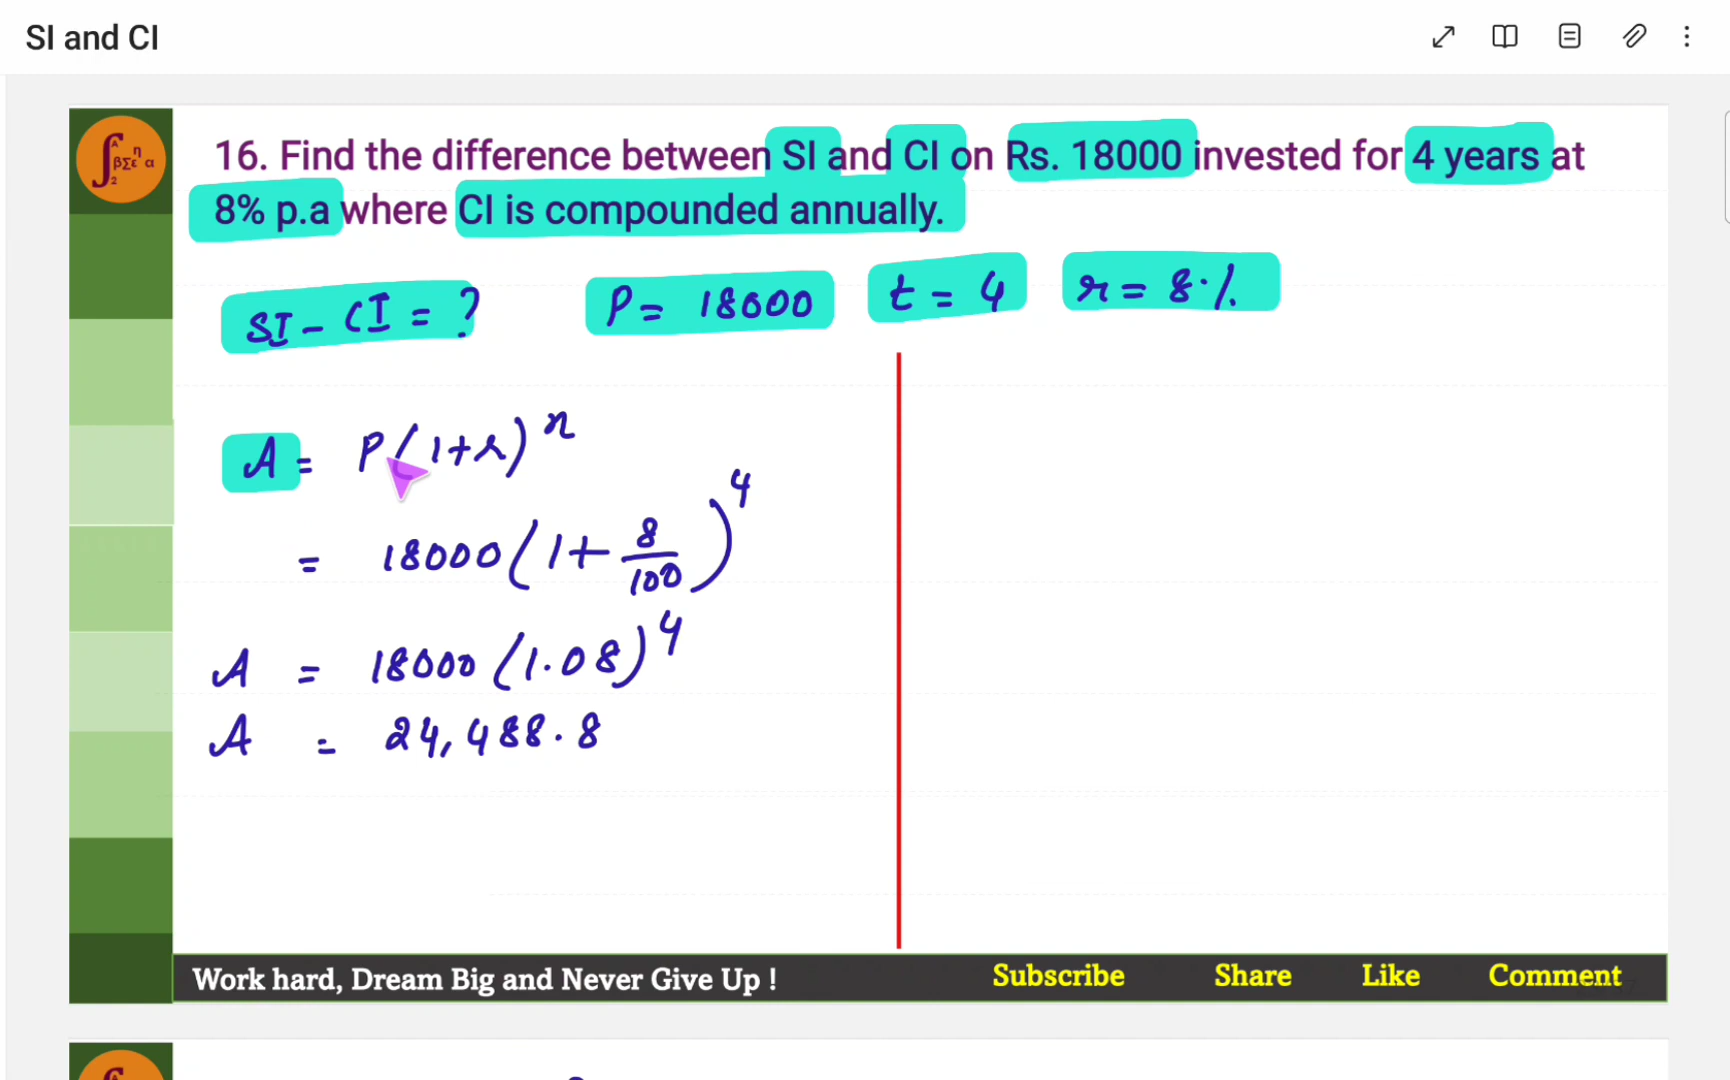 SI and CI
16. Find the difference between SI and CI on Rs. 18000 invested for 4 years at
8% p.a where CI is compounded annually.
SI - CI = ? P = 18000 t = 4 r = 8%
A = P(1+r)^n
= 18000(1+8/100)^4
A = 18000(1.08)^4
A = 24,488.8
Work hard, Dream Big and Never Give Up ! Subscribe Share Like Comment